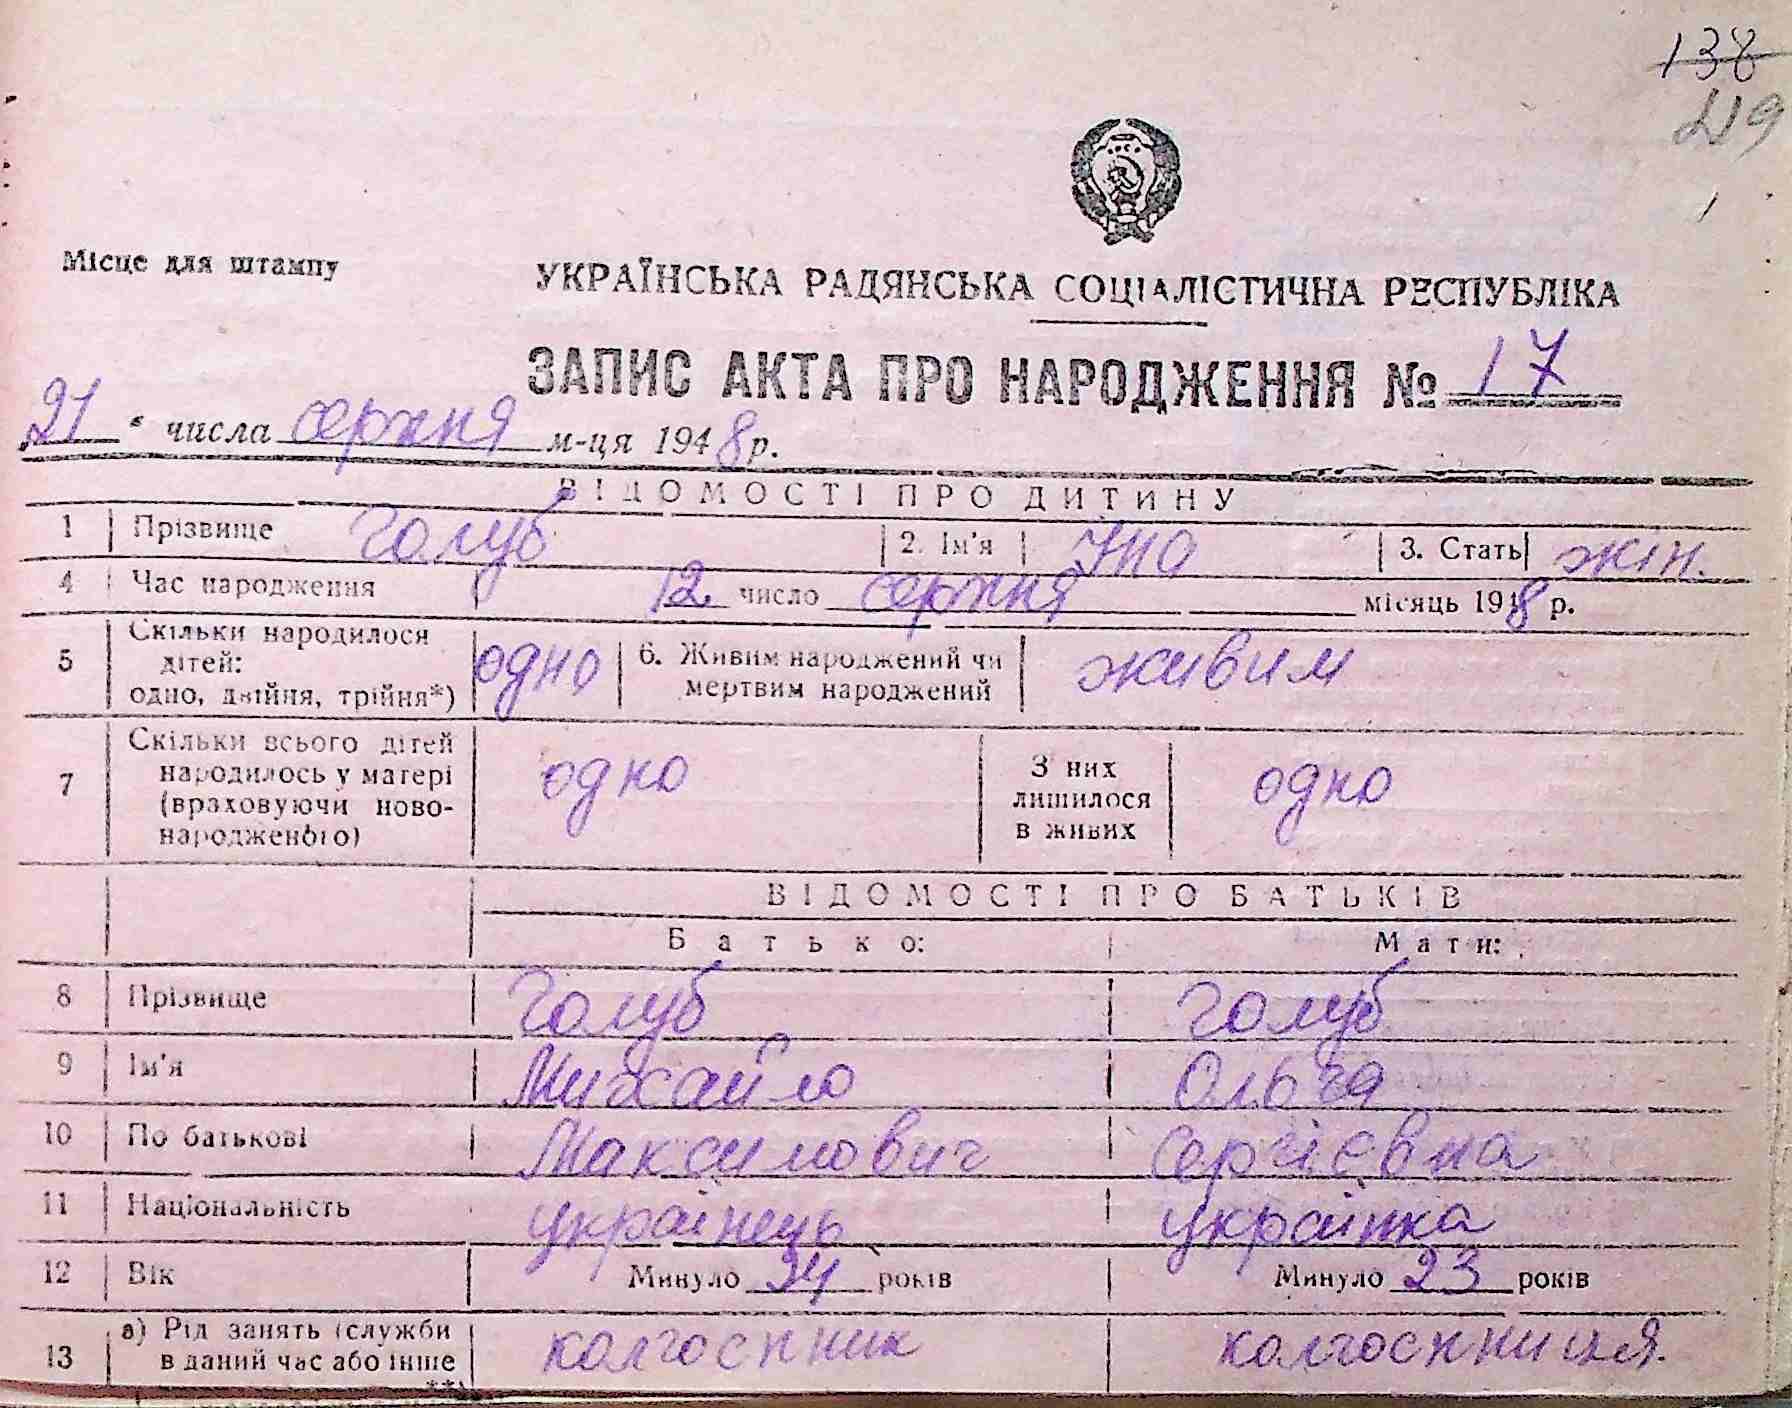 138
219
Місце для штампу
УКРАЇНСЬКА РАДЯНСЬКА СОЦІАЛІСТИЧНА РЕСПУБЛІКА
ЗАПИС АКТА ПРО НАРОДЖЕННЯ № 17
21 " числа серпня м-ця 1948 р.
ВІДОМОСТІ ПРО ДИТИНУ
1 Прізвище Голуб 2. Ім'я 3. Стать жін.
4 Час народження 12 число серпня місяць 1948 р.
5 Скільки народилося дітей: одно, двійня, трійня*) одно 6. Живим народжений чи мертвим народжений живим
7 Скільки всього дітей народилось у матері (враховуючи новонародженого) одно З них лишилося в живих одно
ВІДОМОСТІ ПРО БАТЬКІВ
Батько: Мати:
8 Прізвище Голуб Голуб
9 Ім'я Михайло Ольга
10 По батькові Максимович Сергієвна
11 Національність українець українка
12 Вік Минуло 24 років Минуло 23 років
13 а) Рід занять (служби в даний час або інше колгоспник колгоспниця.